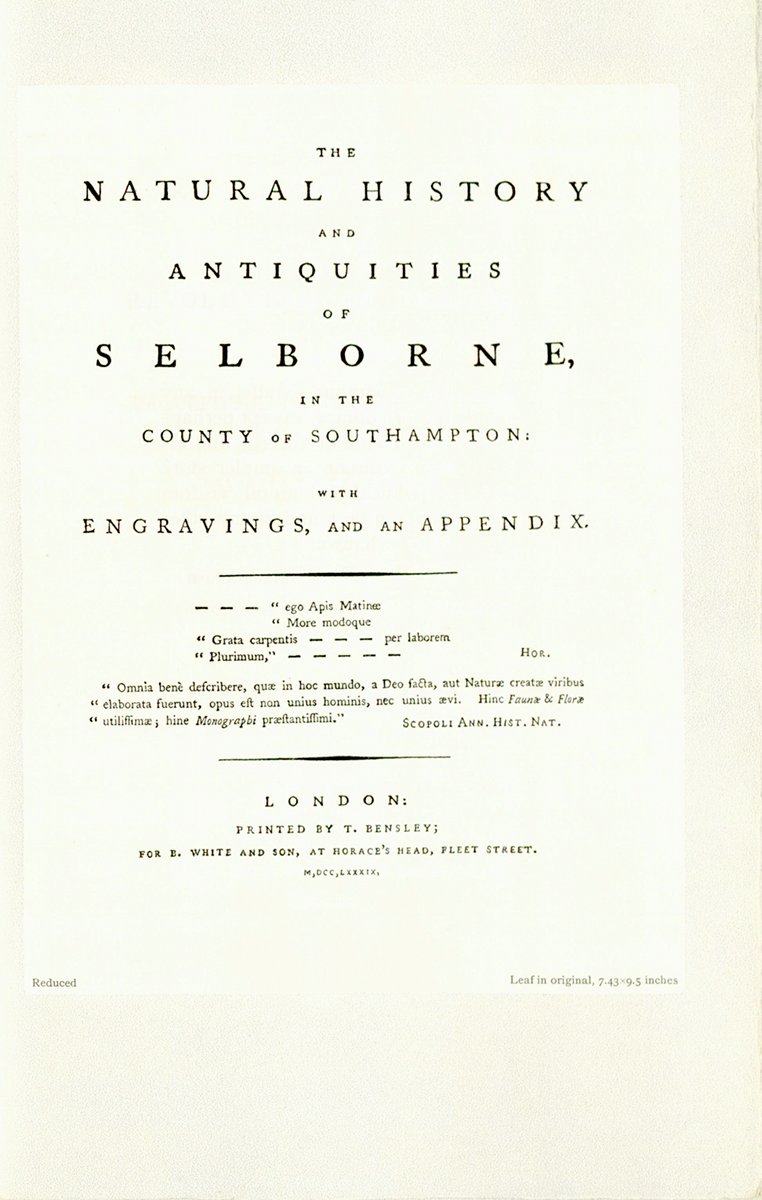 THE
NATURAL HISTORY
AND
ANTIQUITIES
OF
SELBORNE,
IN THE
COUNTY OF SOUTHAMPTON:
WITH
ENGRAVINGS, AND AN APPENDIX.
— — — “ ego Apis Matinæ
“ More modoque
“ Grata carpentis — — — per laborem
“ Plurimum,” — — — — —
HOR.
“ Omnia benè deſcribere, quæ in hoc mundo, a Deo facta, aut Naturæ creatæ viribus
“ elaborata fuerunt, opus eſt non unius hominis, nec unius ævi. Hinc Faunæ & Floræ
“ utiliſſimæ; hinc Monographi præſtantiſſimi.”
SCOPOLI ANN. HIST. NAT.
LONDON:
PRINTED BY T. BENSLEY;
FOR B. WHITE AND SON, AT HORACE'S HEAD, FLEET STREET.
M,DCC,LXXXIX,
Reduced
Leaf in original, 7.43×9.5 inches